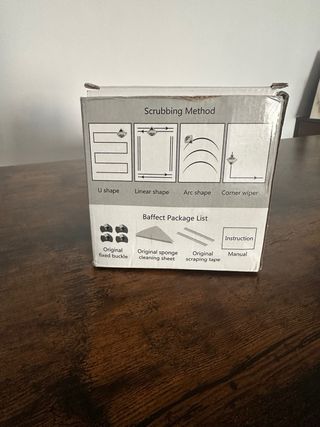 Scrubbing Method
U shape Linear shape Arc shape Corner wiper
Baffect Package List
Instruction
Original Original sponge Original Manual
fixed buckle cleaning sheet scraping tape